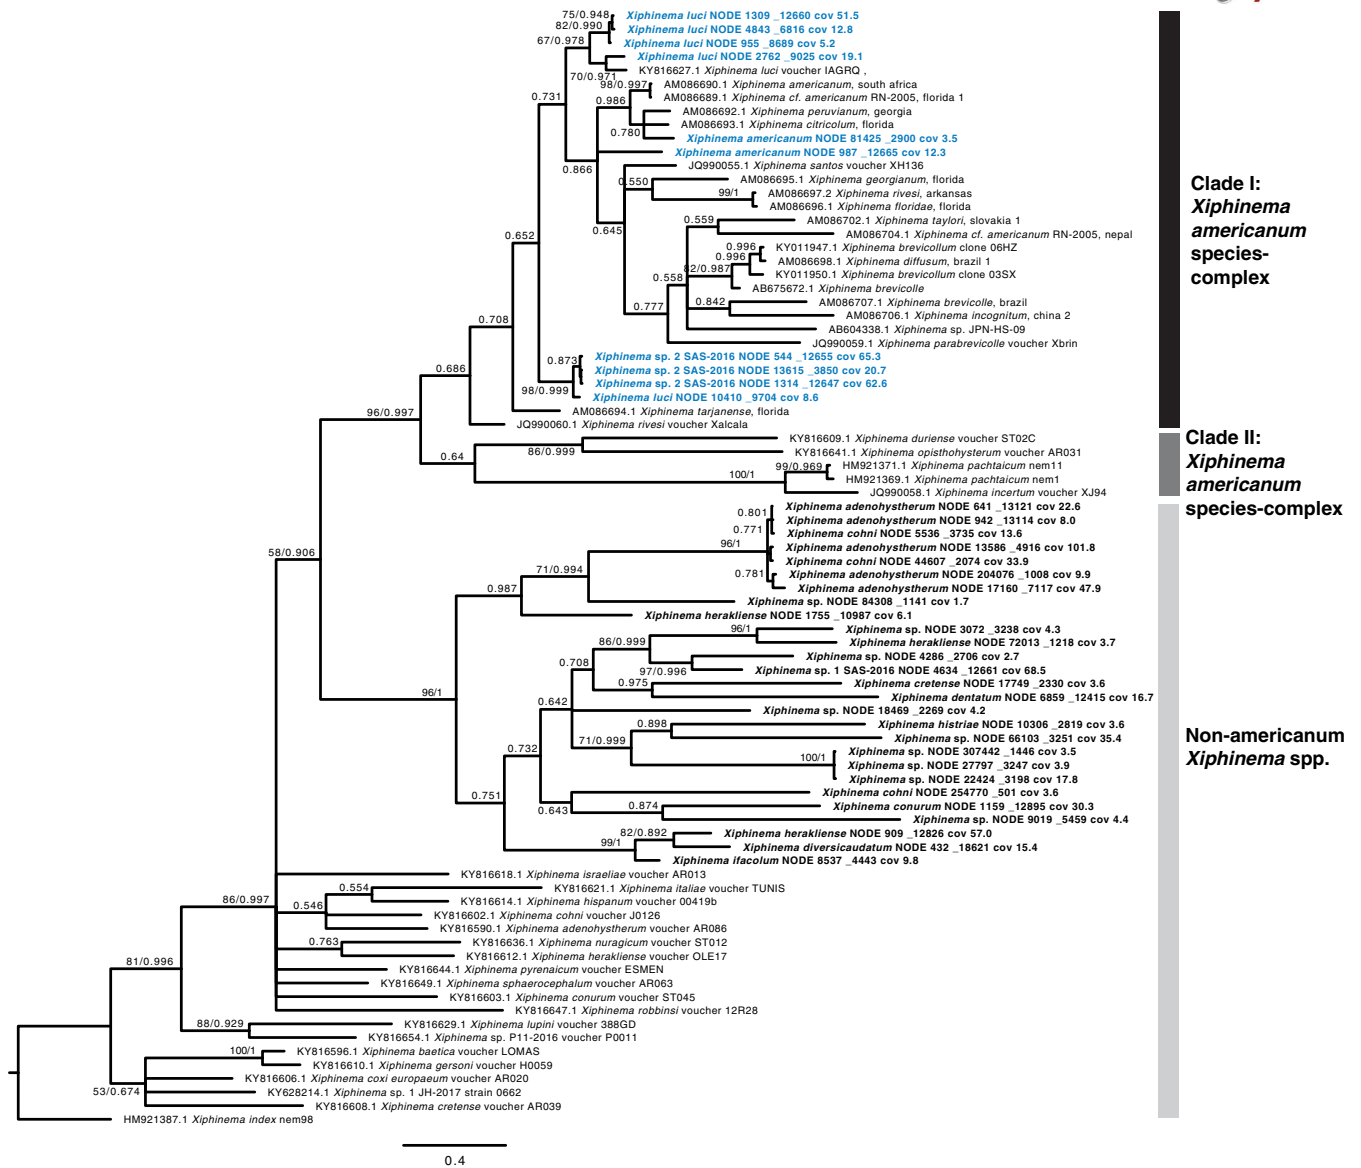 75/0.948
Xiphinema luci NODE 1309 _12660 cov 51.5
82/0.990
Xiphinema luci NODE 4843 _6816 cov 12.8
67/0.978
Xiphinema luci NODE 955 _8689 cov 5.2
Xiphinema luci NODE 2762 _9025 cov 19.1
70/0.971
KY816627.1 Xiphinema luci voucher IAGRQ ,
98/0.997
AM086690.1 Xiphinema americanum, south africa
0.731
0.986
AM086689.1 Xiphinema cf. americanum RN-2005, florida 1
AM086692.1 Xiphinema peruvianum, georgia
AM086693.1 Xiphinema citricolum, florida
0.780
Xiphinema americanum NODE 81425 _2900 cov 3.5
Xiphinema americanum NODE 987 _12665 cov 12.3
0.866
JQ990055.1 Xiphinema santos voucher XH136
0.550
AM086695.1 Xiphinema georgianum, florida
99/1
AM086697.2 Xiphinema rivesi, arkansas
AM086696.1 Xiphinema floridae, florida
0.645
0.559
AM086702.1 Xiphinema taylori, slovakia 1
AM086704.1 Xiphinema cf. americanum RN-2005, nepal
0.652
0.996
KY011947.1 Xiphinema brevicollum clone 06HZ
0.996
AM086698.1 Xiphinema diffusum, brazil 1
82/0.987
KY011950.1 Xiphinema brevicollum clone 03SX
0.558
AB675672.1 Xiphinema brevicolle
0.842
AM086707.1 Xiphinema brevicolle, brazil
0.777
AM086706.1 Xiphinema incognitum, china 2
0.708
AB604338.1 Xiphinema sp. JPN-HS-09
JQ990059.1 Xiphinema parabrevicolle voucher Xbrin
0.873
Xiphinema sp. 2 SAS-2016 NODE 544 _12655 cov 65.3
0.686
Xiphinema sp. 2 SAS-2016 NODE 13615 _3850 cov 20.7
Xiphinema sp. 2 SAS-2016 NODE 1314 _12647 cov 62.6
98/0.999
Xiphinema luci NODE 10410 _9704 cov 8.6
96/0.997
AM086694.1 Xiphinema tarjanense, florida
JQ990060.1 Xiphinema rivesi voucher Xalcala
Clade I:
Xiphinema
americanum
species-
complex
KY816609.1 Xiphinema duriense voucher ST02C
86/0.999
KY816641.1 Xiphinema opisthohysterum voucher AR031
0.64
99/0.969
HM921371.1 Xiphinema pachtaicum nem11
100/1
HM921369.1 Xiphinema pachtaicum nem1
JQ990058.1 Xiphinema incertum voucher XJ94
Clade II:
Xiphinema
americanum
species-complex
58/0.906
0.801
Xiphinema adenohystherum NODE 641 _13121 cov 22.6
Xiphinema adenohystherum NODE 942 _13114 cov 8.0
0.771
Xiphinema cohni NODE 5536 _3735 cov 13.6
96/1
Xiphinema adenohystherum NODE 13586 _4916 cov 101.8
Xiphinema cohni NODE 44607 _2074 cov 33.9
71/0.994
0.781
Xiphinema adenohystherum NODE 204076 _1008 cov 9.9
0.987
Xiphinema adenohystherum NODE 17160 _7117 cov 47.9
Xiphinema sp. NODE 84308 _1141 cov 1.7
Xiphinema herakliense NODE 1755 _10987 cov 6.1
96/1
Xiphinema sp. NODE 3072 _3238 cov 4.3
86/0.999
Xiphinema herakliense NODE 72013 _1218 cov 3.7
0.708
Xiphinema sp. NODE 4286 _2706 cov 2.7
97/0.996
Xiphinema sp. 1 SAS-2016 NODE 4634 _12661 cov 68.5
0.975
Xiphinema cretense NODE 17749 _2330 cov 3.6
96/1
Xiphinema dentatum NODE 6859 _12415 cov 16.7
0.642
Xiphinema sp. NODE 18469 _2269 cov 4.2
0.898
Xiphinema histriae NODE 10306 _2819 cov 3.6
71/0.999
Xiphinema sp. NODE 66103 _3251 cov 35.4
0.732
Xiphinema sp. NODE 307442 _1446 cov 3.5
100/1
Xiphinema sp. NODE 27797 _3247 cov 3.9
Xiphinema sp. NODE 22424 _3198 cov 17.8
0.751
Xiphinema cohni NODE 254770 _501 cov 3.6
0.643
0.874
Xiphinema conurum NODE 1159 _12895 cov 30.3
Xiphinema sp. NODE 9019 _5459 cov 4.4
82/0.892
Xiphinema herakliense NODE 909 _12826 cov 57.0
99/1
Xiphinema diversicaudatum NODE 432 _18621 cov 15.4
Xiphinema ifacolum NODE 8537 _4443 cov 9.8
Non-americanum
Xiphinema spp.
KY816618.1 Xiphinema israeliae voucher AR013
0.554
KY816621.1 Xiphinema italiae voucher TUNIS
86/0.997
KY816614.1 Xiphinema hispanum voucher 00419b
0.546
KY816602.1 Xiphinema cohni voucher J0126
KY816590.1 Xiphinema adenohystherum voucher AR086
0.763
KY816636.1 Xiphinema nuragicum voucher ST012
KY816612.1 Xiphinema herakliense voucher OLE17
81/0.996
KY816644.1 Xiphinema pyrenaicum voucher ESMEN
KY816649.1 Xiphinema sphaerocephalum voucher AR063
KY816603.1 Xiphinema conurum voucher ST045
KY816647.1 Xiphinema robbinsi voucher 12R28
88/0.929
KY816629.1 Xiphinema lupini voucher 388GD
KY816654.1 Xiphinema sp. P11-2016 voucher P0011
100/1
KY816596.1 Xiphinema baetica voucher LOMAS
KY816610.1 Xiphinema gersoni voucher H0059
KY816606.1 Xiphinema coxi europaeum voucher AR020
53/0.674
KY628214.1 Xiphinema sp. 1 JH-2017 strain 0662
KY816608.1 Xiphinema cretense voucher AR039
HM921387.1 Xiphinema index nem98
0.4